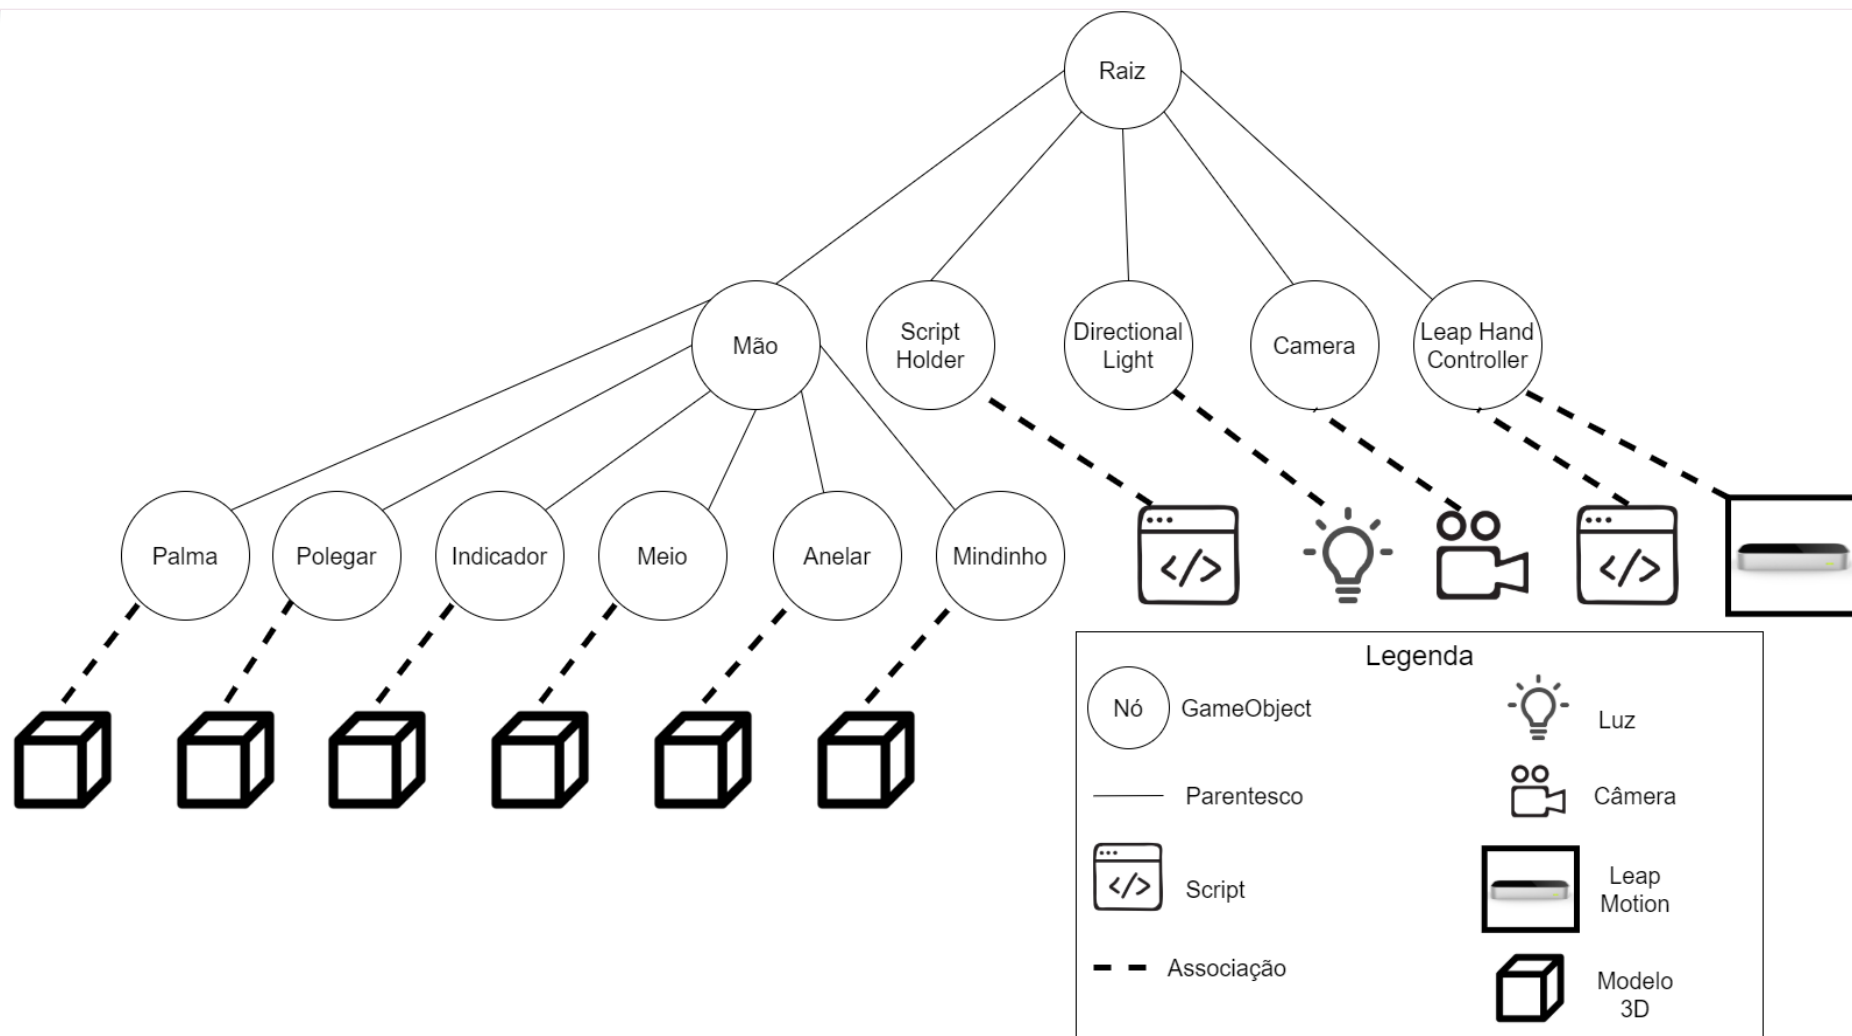 Raiz
Mão
Script
Holder
Directional
Light
Camera
Leap Hand
Controller
Palma
Polegar
Indicador
Meio
Anelar
Mindinho
</>
</>
Legenda
Nó
GameObject
Luz
Parentesco
Câmera
</>
Script
Leap
Motion
Associação
Modelo
3D